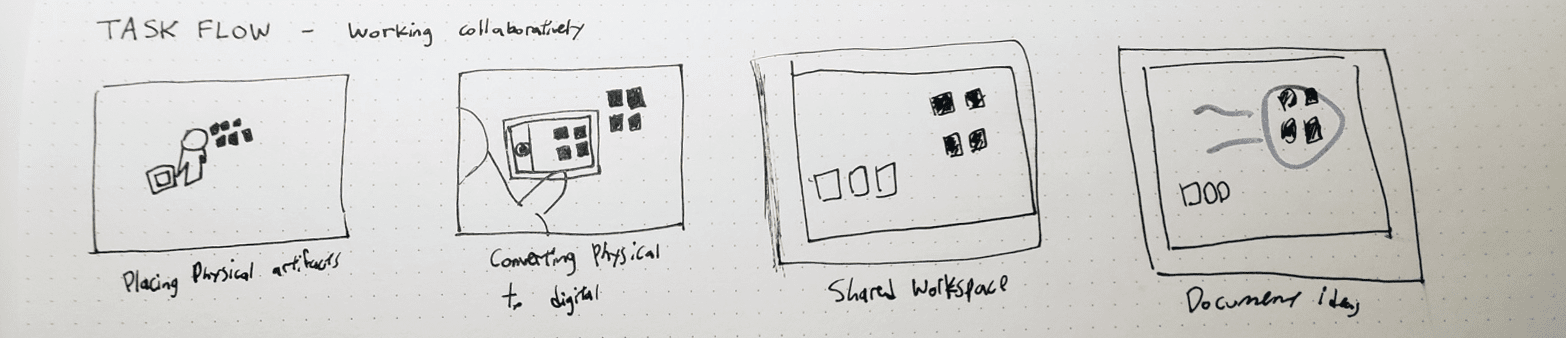 TASK FLOW - Working collaboratively
Placing Physical artifacts
Converting Physical
to digital
Shared Workspace
Document ideas